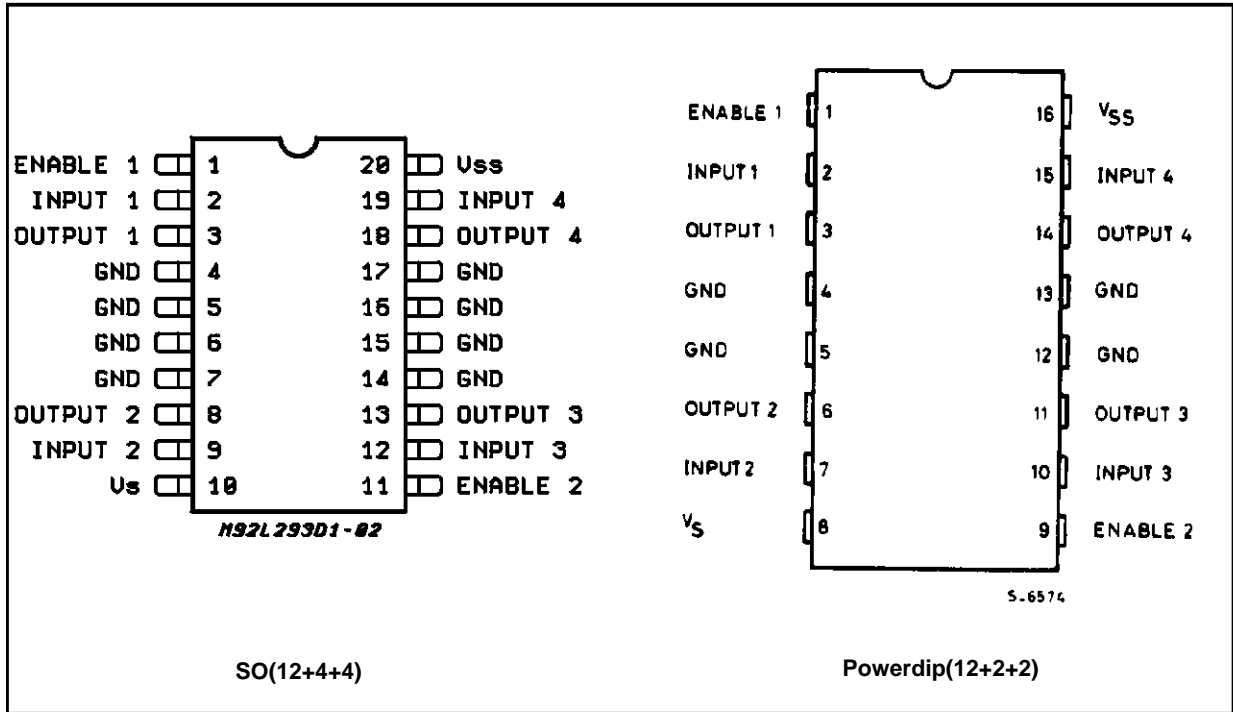 ENABLE 1 1 20 Vss
INPUT 1 2 19 INPUT 4
OUTPUT 1 3 18 OUTPUT 4
GND 4 17 GND
GND 5 16 GND
GND 6 15 GND
GND 7 14 GND
OUTPUT 2 8 13 OUTPUT 3
INPUT 2 9 12 INPUT 3
Vs 10 11 ENABLE 2
M92L293D1-02
SO(12+4+4)
ENABLE 1 1 16 VSS
INPUT 1 2 15 INPUT 4
OUTPUT 1 3 14 OUTPUT 4
GND 4 13 GND
GND 5 12 GND
OUTPUT 2 6 11 OUTPUT 3
INPUT 2 7 10 INPUT 3
VS 8 9 ENABLE 2
S-6574
Powerdip(12+2+2)